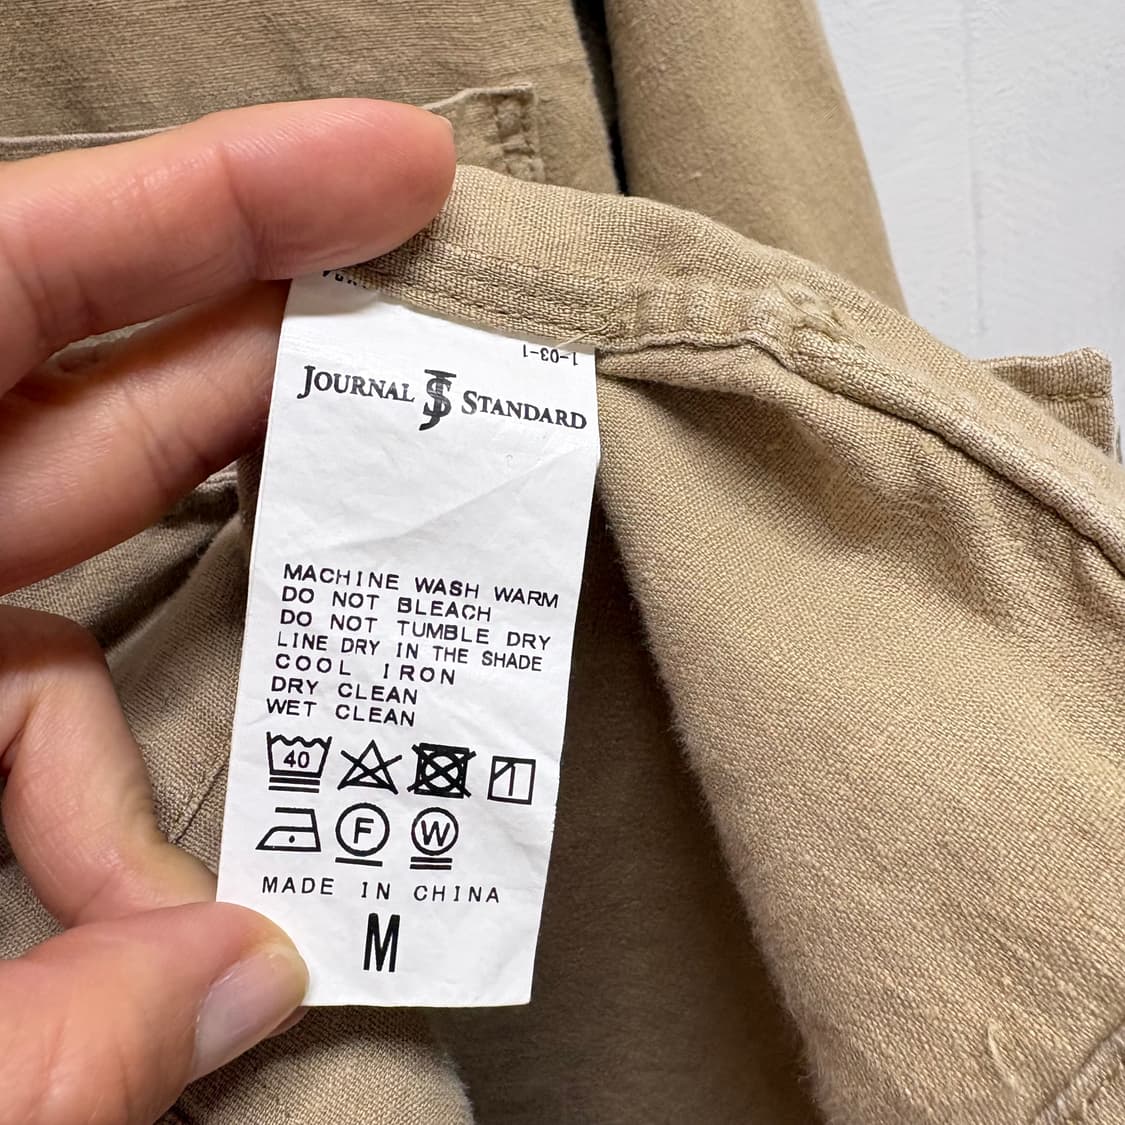 1-03-1
JOURNAL JS STANDARD
MACHINE WASH WARM
DO NOT BLEACH
DO NOT TUMBLE DRY
LINE DRY IN THE SHADE
COOL IRON
DRY CLEAN
WET CLEAN
40
F W
MADE IN CHINA
M